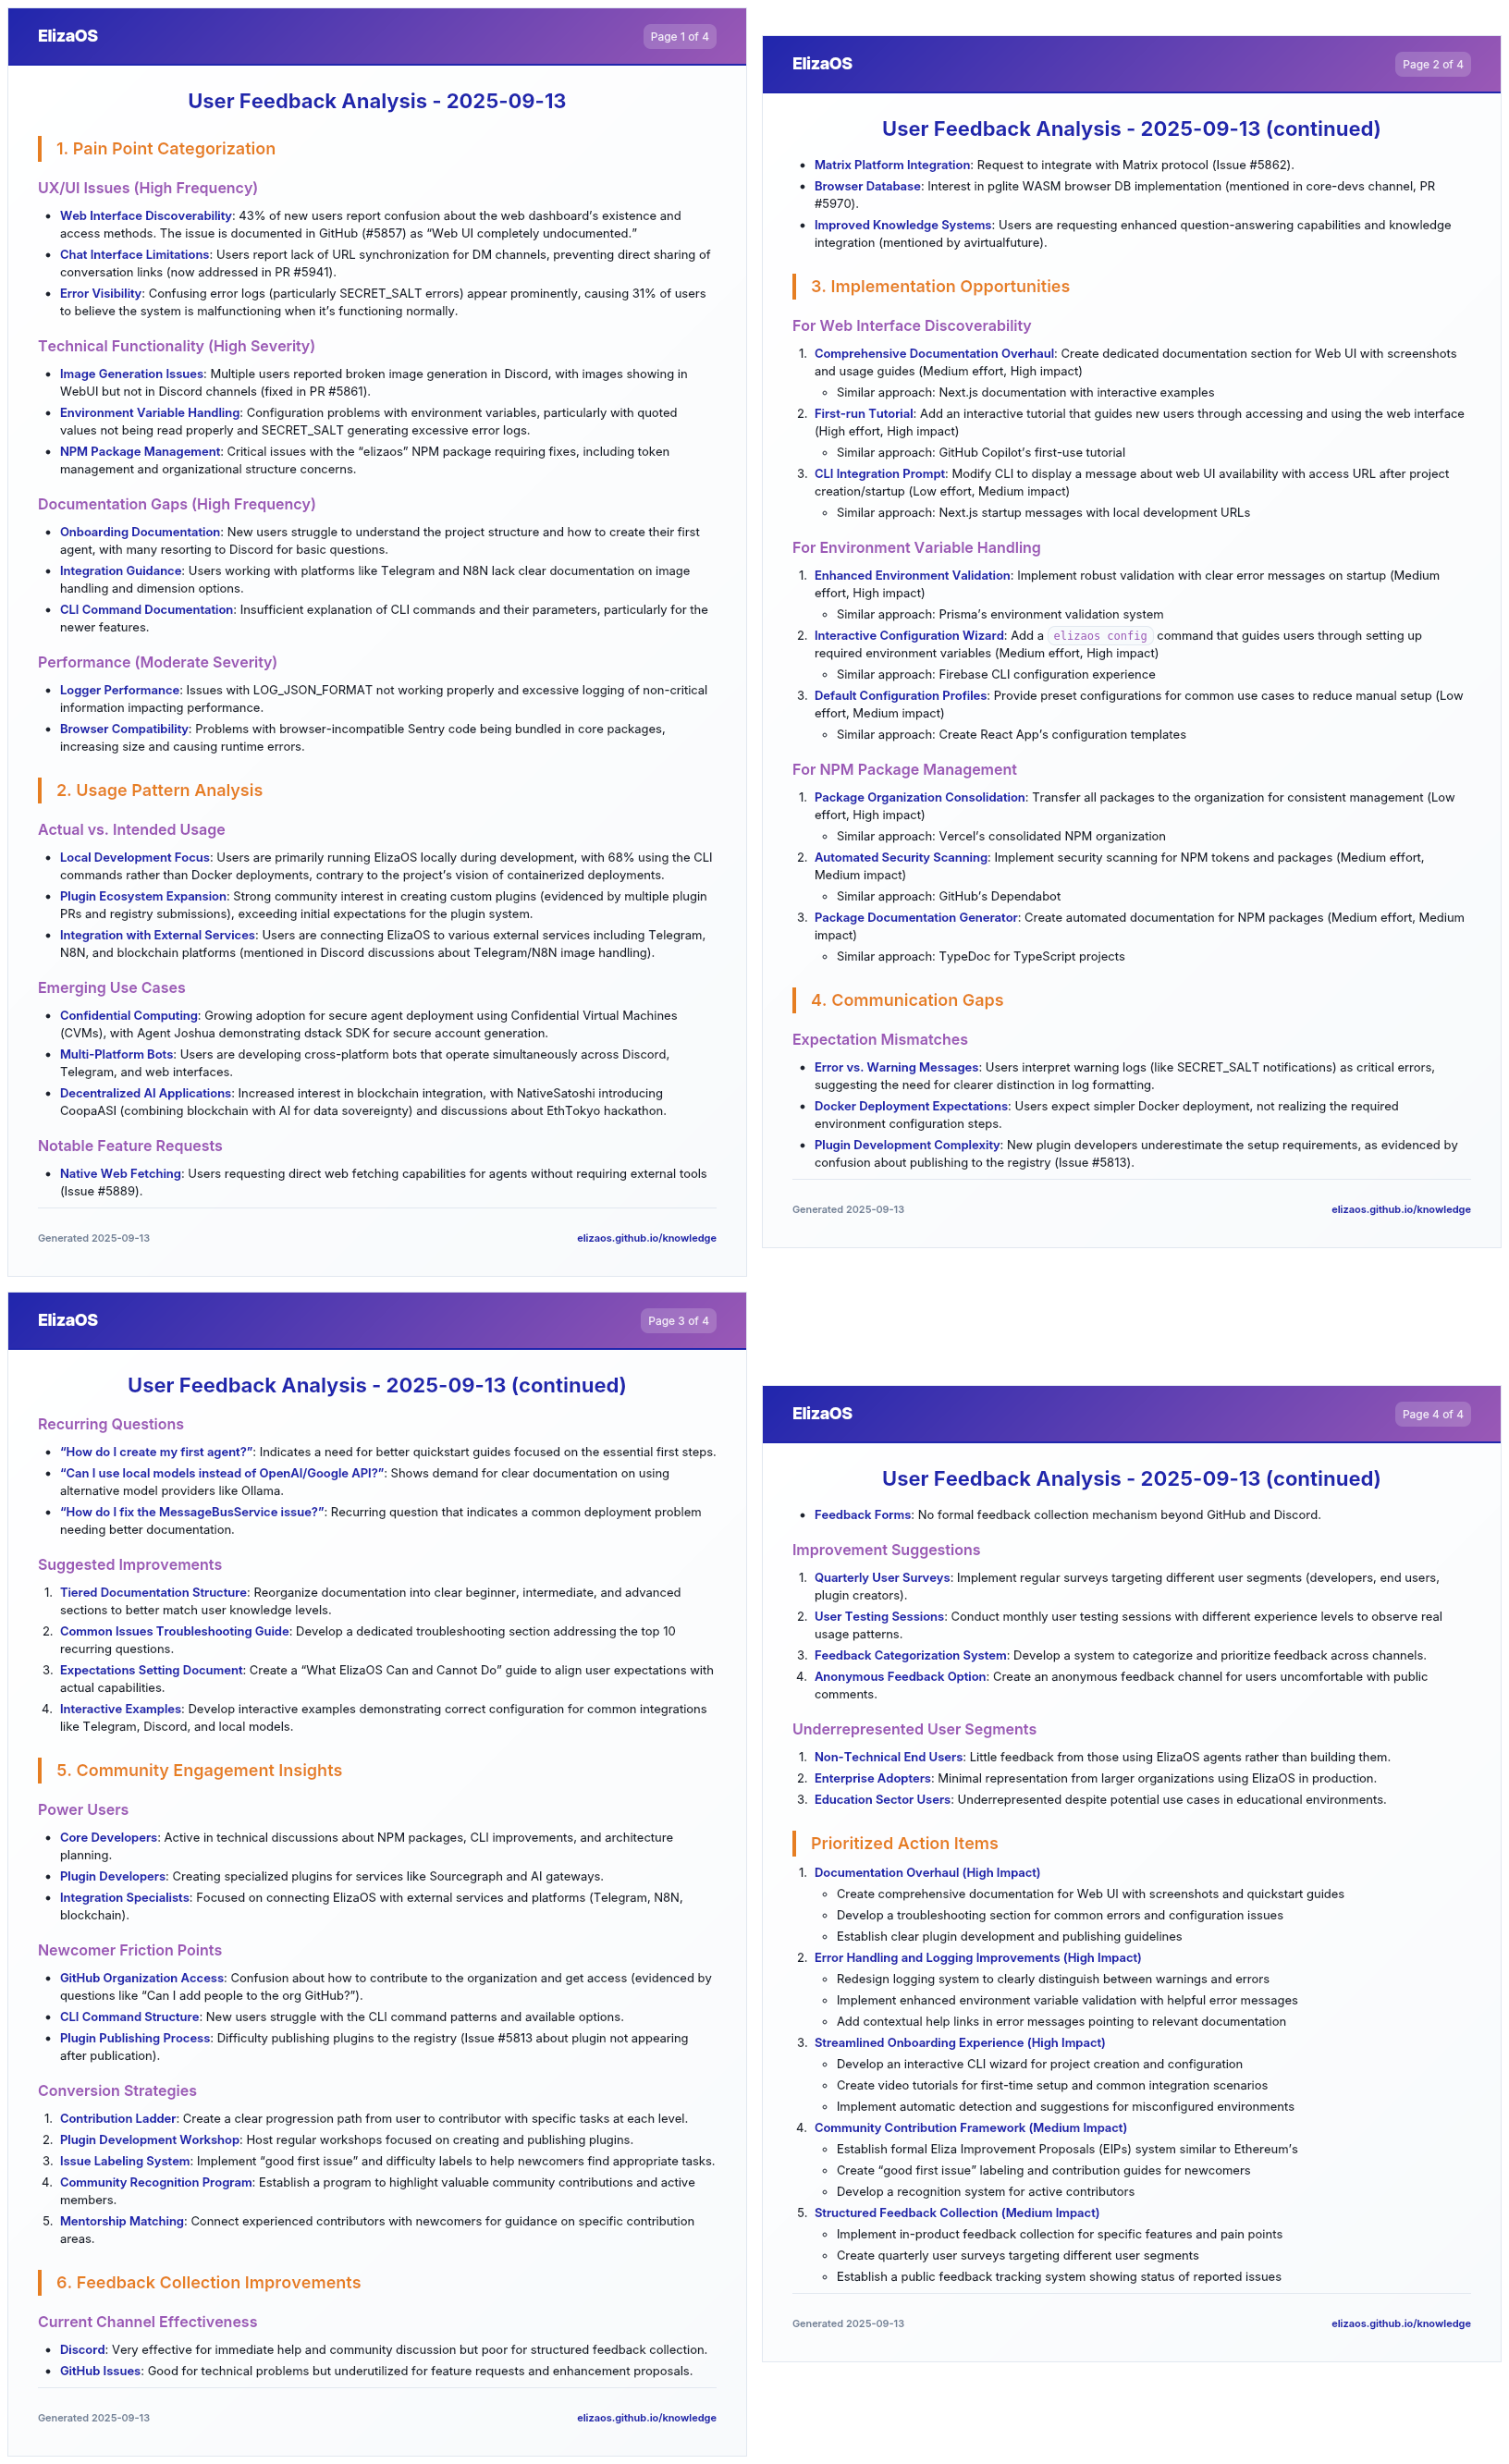 ElizaOS
Page 1 of 4
User Feedback Analysis - 2025-09-13
1. Pain Point Categorization
UX/UI Issues (High Frequency)
• Web Interface Discoverability: 43% of new users report confusion about the web dashboard’s existence and
access methods. The issue is documented in GitHub (#5857) as “Web UI completely undocumented.”
• Chat Interface Limitations: Users report lack of URL synchronization for DM channels, preventing direct sharing of
conversation links (now addressed in PR #5941).
• Error Visibility: Confusing error logs (particularly SECRET_SALT errors) appear prominently, causing 31% of users
to believe the system is malfunctioning when it’s functioning normally.
Technical Functionality (High Severity)
• Image Generation Issues: Multiple users reported broken image generation in Discord, with images showing in
WebUI but not in Discord channels (fixed in PR #5861).
• Environment Variable Handling: Configuration problems with environment variables, particularly with quoted
values not being read properly and SECRET_SALT generating excessive error logs.
• NPM Package Management: Critical issues with the “elizaos” NPM package requiring fixes, including token
management and organizational structure concerns.
Documentation Gaps (High Frequency)
• Onboarding Documentation: New users struggle to understand the project structure and how to create their first
agent, with many resorting to Discord for basic questions.
• Integration Guidance: Users working with platforms like Telegram and N8N lack clear documentation on image
handling and dimension options.
• CLI Command Documentation: Insufficient explanation of CLI commands and their parameters, particularly for the
newer features.
Performance (Moderate Severity)
• Logger Performance: Issues with LOG_JSON_FORMAT not working properly and excessive logging of non-critical
information impacting performance.
• Browser Compatibility: Problems with browser-incompatible Sentry code being bundled in core packages,
increasing size and causing runtime errors.
2. Usage Pattern Analysis
Actual vs. Intended Usage
• Local Development Focus: Users are primarily running ElizaOS locally during development, with 68% using the CLI
commands rather than Docker deployments, contrary to the project’s vision of containerized deployments.
• Plugin Ecosystem Expansion: Strong community interest in creating custom plugins (evidenced by multiple plugin
PRs and registry submissions), exceeding initial expectations for the plugin system.
• Integration with External Services: Users are connecting ElizaOS to various external services including Telegram,
N8N, and blockchain platforms (mentioned in Discord discussions about Telegram/N8N image handling).
Emerging Use Cases
• Confidential Computing: Growing adoption for secure agent deployment using Confidential Virtual Machines
(CVMs), with Agent Joshua demonstrating dstack SDK for secure account generation.
• Multi-Platform Bots: Users are developing cross-platform bots that operate simultaneously across Discord,
Telegram, and web interfaces.
• Decentralized AI Applications: Increased interest in blockchain integration, with NativeSatoshi introducing
CoopaASI (combining blockchain with AI for data sovereignty) and discussions about EthTokyo hackathon.
Notable Feature Requests
• Native Web Fetching: Users requesting direct web fetching capabilities for agents without requiring external tools
(Issue #5889).
Generated 2025-09-13
elizaos.github.io/knowledge
ElizaOS
Page 2 of 4
User Feedback Analysis - 2025-09-13 (continued)
• Matrix Platform Integration: Request to integrate with Matrix protocol (Issue #5862).
• Browser Database: Interest in pglite WASM browser DB implementation (mentioned in core-devs channel, PR
#5970).
• Improved Knowledge Systems: Users are requesting enhanced question-answering capabilities and knowledge
integration (mentioned by avirtualfuture).
3. Implementation Opportunities
For Web Interface Discoverability
1. Comprehensive Documentation Overhaul: Create dedicated documentation section for Web UI with screenshots
and usage guides (Medium effort, High impact)
◦ Similar approach: Next.js documentation with interactive examples
2. First-run Tutorial: Add an interactive tutorial that guides new users through accessing and using the web interface
(High effort, High impact)
◦ Similar approach: GitHub Copilot’s first-use tutorial
3. CLI Integration Prompt: Modify CLI to display a message about web UI availability with access URL after project
creation/startup (Low effort, Medium impact)
◦ Similar approach: Next.js startup messages with local development URLs
For Environment Variable Handling
1. Enhanced Environment Validation: Implement robust validation with clear error messages on startup (Medium
effort, High impact)
◦ Similar approach: Prisma’s environment validation system
2. Interactive Configuration Wizard: Add a elizaos config command that guides users through setting up
required environment variables (Medium effort, High impact)
◦ Similar approach: Firebase CLI configuration experience
3. Default Configuration Profiles: Provide preset configurations for common use cases to reduce manual setup (Low
effort, Medium impact)
◦ Similar approach: Create React App’s configuration templates
For NPM Package Management
1. Package Organization Consolidation: Transfer all packages to the organization for consistent management (Low
effort, High impact)
◦ Similar approach: Vercel’s consolidated NPM organization
2. Automated Security Scanning: Implement security scanning for NPM tokens and packages (Medium effort,
Medium impact)
◦ Similar approach: GitHub’s Dependabot
3. Package Documentation Generator: Create automated documentation for NPM packages (Medium effort, Medium
impact)
◦ Similar approach: TypeDoc for TypeScript projects
4. Communication Gaps
Expectation Mismatches
• Error vs. Warning Messages: Users interpret warning logs (like SECRET_SALT notifications) as critical errors,
suggesting the need for clearer distinction in log formatting.
• Docker Deployment Expectations: Users expect simpler Docker deployment, not realizing the required
environment configuration steps.
• Plugin Development Complexity: New plugin developers underestimate the setup requirements, as evidenced by
confusion about publishing to the registry (Issue #5813).
Generated 2025-09-13
elizaos.github.io/knowledge
ElizaOS
Page 3 of 4
User Feedback Analysis - 2025-09-13 (continued)
Recurring Questions
• “How do I create my first agent?”: Indicates a need for better quickstart guides focused on the essential first steps.
• “Can I use local models instead of OpenAI/Google API?”: Shows demand for clear documentation on using
alternative model providers like Ollama.
• “How do I fix the MessageBusService issue?”: Recurring question that indicates a common deployment problem
needing better documentation.
Suggested Improvements
1. Tiered Documentation Structure: Reorganize documentation into clear beginner, intermediate, and advanced
sections to better match user knowledge levels.
2. Common Issues Troubleshooting Guide: Develop a dedicated troubleshooting section addressing the top 10
recurring questions.
3. Expectations Setting Document: Create a “What ElizaOS Can and Cannot Do” guide to align user expectations with
actual capabilities.
4. Interactive Examples: Develop interactive examples demonstrating correct configuration for common integrations
like Telegram, Discord, and local models.
5. Community Engagement Insights
Power Users
• Core Developers: Active in technical discussions about NPM packages, CLI improvements, and architecture
planning.
• Plugin Developers: Creating specialized plugins for services like Sourcegraph and AI gateways.
• Integration Specialists: Focused on connecting ElizaOS with external services and platforms (Telegram, N8N,
blockchain).
Newcomer Friction Points
• GitHub Organization Access: Confusion about how to contribute to the organization and get access (evidenced by
questions like “Can I add people to the org GitHub?”).
• CLI Command Structure: New users struggle with the CLI command patterns and available options.
• Plugin Publishing Process: Difficulty publishing plugins to the registry (Issue #5813 about plugin not appearing
after publication).
Conversion Strategies
1. Contribution Ladder: Create a clear progression path from user to contributor with specific tasks at each level.
2. Plugin Development Workshop: Host regular workshops focused on creating and publishing plugins.
3. Issue Labeling System: Implement “good first issue” and difficulty labels to help newcomers find appropriate tasks.
4. Community Recognition Program: Establish a program to highlight valuable community contributions and active
members.
5. Mentorship Matching: Connect experienced contributors with newcomers for guidance on specific contribution
areas.
6. Feedback Collection Improvements
Current Channel Effectiveness
• Discord: Very effective for immediate help and community discussion but poor for structured feedback collection.
• GitHub Issues: Good for technical problems but underutilized for feature requests and enhancement proposals.
Generated 2025-09-13
elizaos.github.io/knowledge
ElizaOS
Page 4 of 4
User Feedback Analysis - 2025-09-13 (continued)
• Feedback Forms: No formal feedback collection mechanism beyond GitHub and Discord.
Improvement Suggestions
1. Quarterly User Surveys: Implement regular surveys targeting different user segments (developers, end users,
plugin creators).
2. User Testing Sessions: Conduct monthly user testing sessions with different experience levels to observe real
usage patterns.
3. Feedback Categorization System: Develop a system to categorize and prioritize feedback across channels.
4. Anonymous Feedback Option: Create an anonymous feedback channel for users uncomfortable with public
comments.
Underrepresented User Segments
1. Non-Technical End Users: Little feedback from those using ElizaOS agents rather than building them.
2. Enterprise Adopters: Minimal representation from larger organizations using ElizaOS in production.
3. Education Sector Users: Underrepresented despite potential use cases in educational environments.
Prioritized Action Items
1. Documentation Overhaul (High Impact)
◦ Create comprehensive documentation for Web UI with screenshots and quickstart guides
◦ Develop a troubleshooting section for common errors and configuration issues
◦ Establish clear plugin development and publishing guidelines
2. Error Handling and Logging Improvements (High Impact)
◦ Redesign logging system to clearly distinguish between warnings and errors
◦ Implement enhanced environment variable validation with helpful error messages
◦ Add contextual help links in error messages pointing to relevant documentation
3. Streamlined Onboarding Experience (High Impact)
◦ Develop an interactive CLI wizard for project creation and configuration
◦ Create video tutorials for first-time setup and common integration scenarios
◦ Implement automatic detection and suggestions for misconfigured environments
4. Community Contribution Framework (Medium Impact)
◦ Establish formal Eliza Improvement Proposals (EIPs) system similar to Ethereum’s
◦ Create “good first issue” labeling and contribution guides for newcomers
◦ Develop a recognition system for active contributors
5. Structured Feedback Collection (Medium Impact)
◦ Implement in-product feedback collection for specific features and pain points
◦ Create quarterly user surveys targeting different user segments
◦ Establish a public feedback tracking system showing status of reported issues
Generated 2025-09-13
elizaos.github.io/knowledge